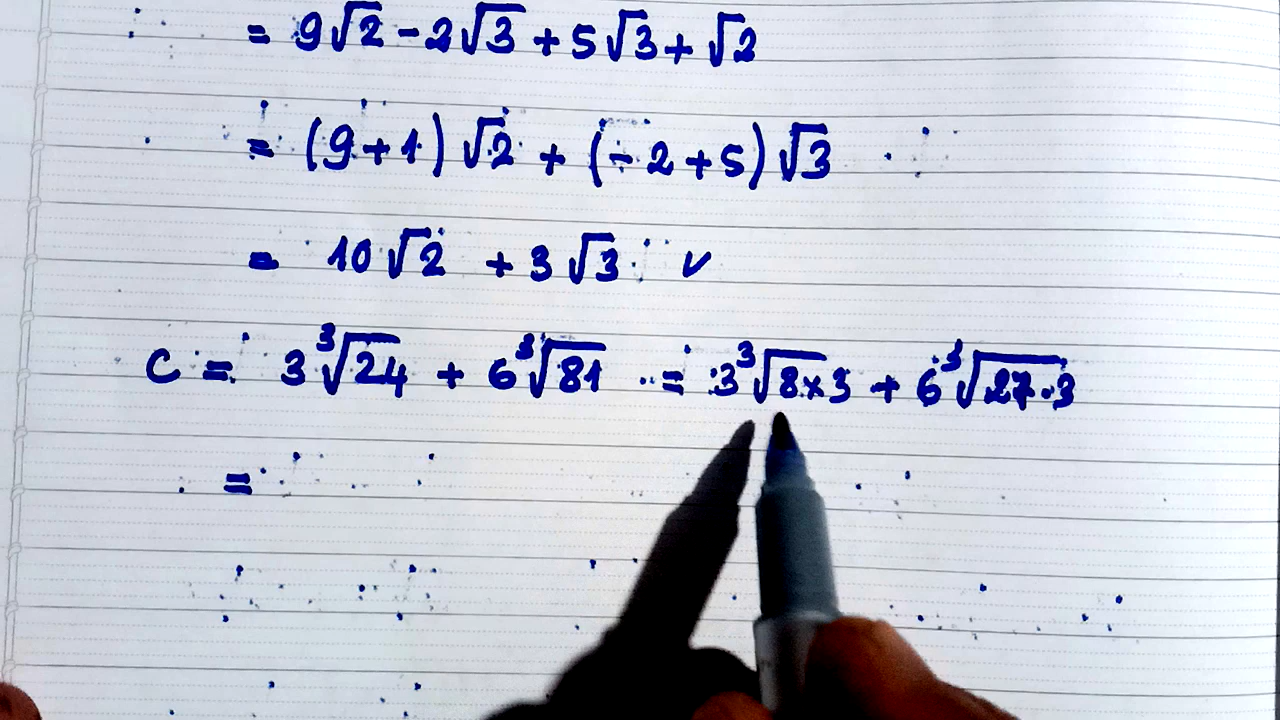 = 9√2 - 2√3 + 5√3 + √2
= (9+1)√2 + (-2+5)√3
= 10√2 + 3√3 ✓
C = 3∛24 + 6∛81 = 3∛8×3 + 6∛27·3
=